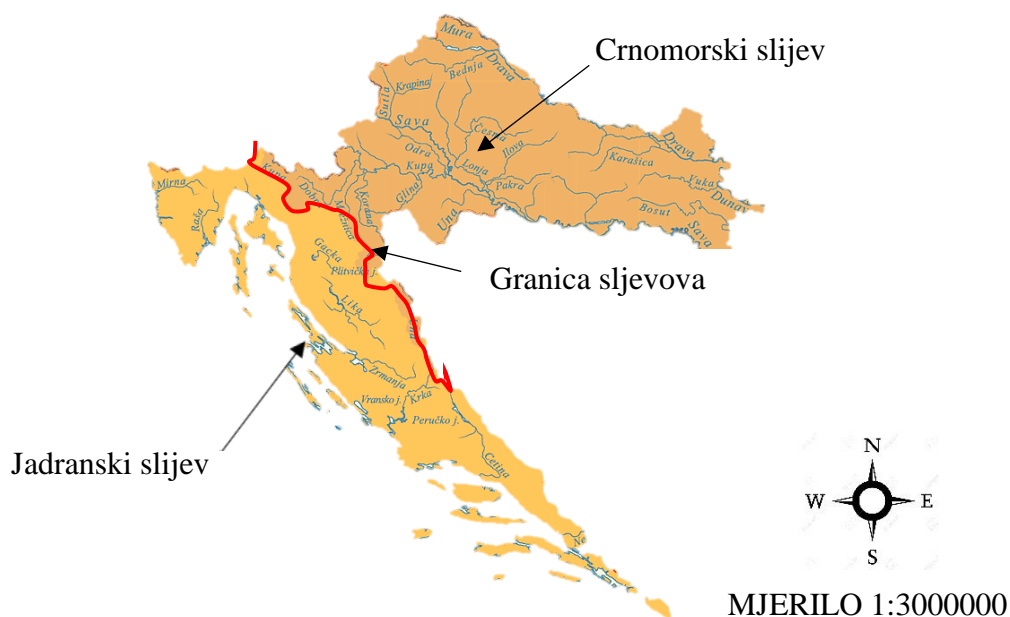 Mura
Drava
Bednja
Crnomorski slijev
Sutla
Krapina
Sava
Česma
Ilova
Odra
Kupa
Lonja
Karašica
Drava
Vuka
Dunav
Glina
Pakra
Una
Bosut
Sava
Mirna
Raša
Kupa
Korana
Gacka
Plitvička j.
Granica sljevova
Lika
Zrmanja
Krka
Vransko j.
Peručko j.
Cetina
Jadranski slijev
N
W
E
S
MJERILO 1:3000000